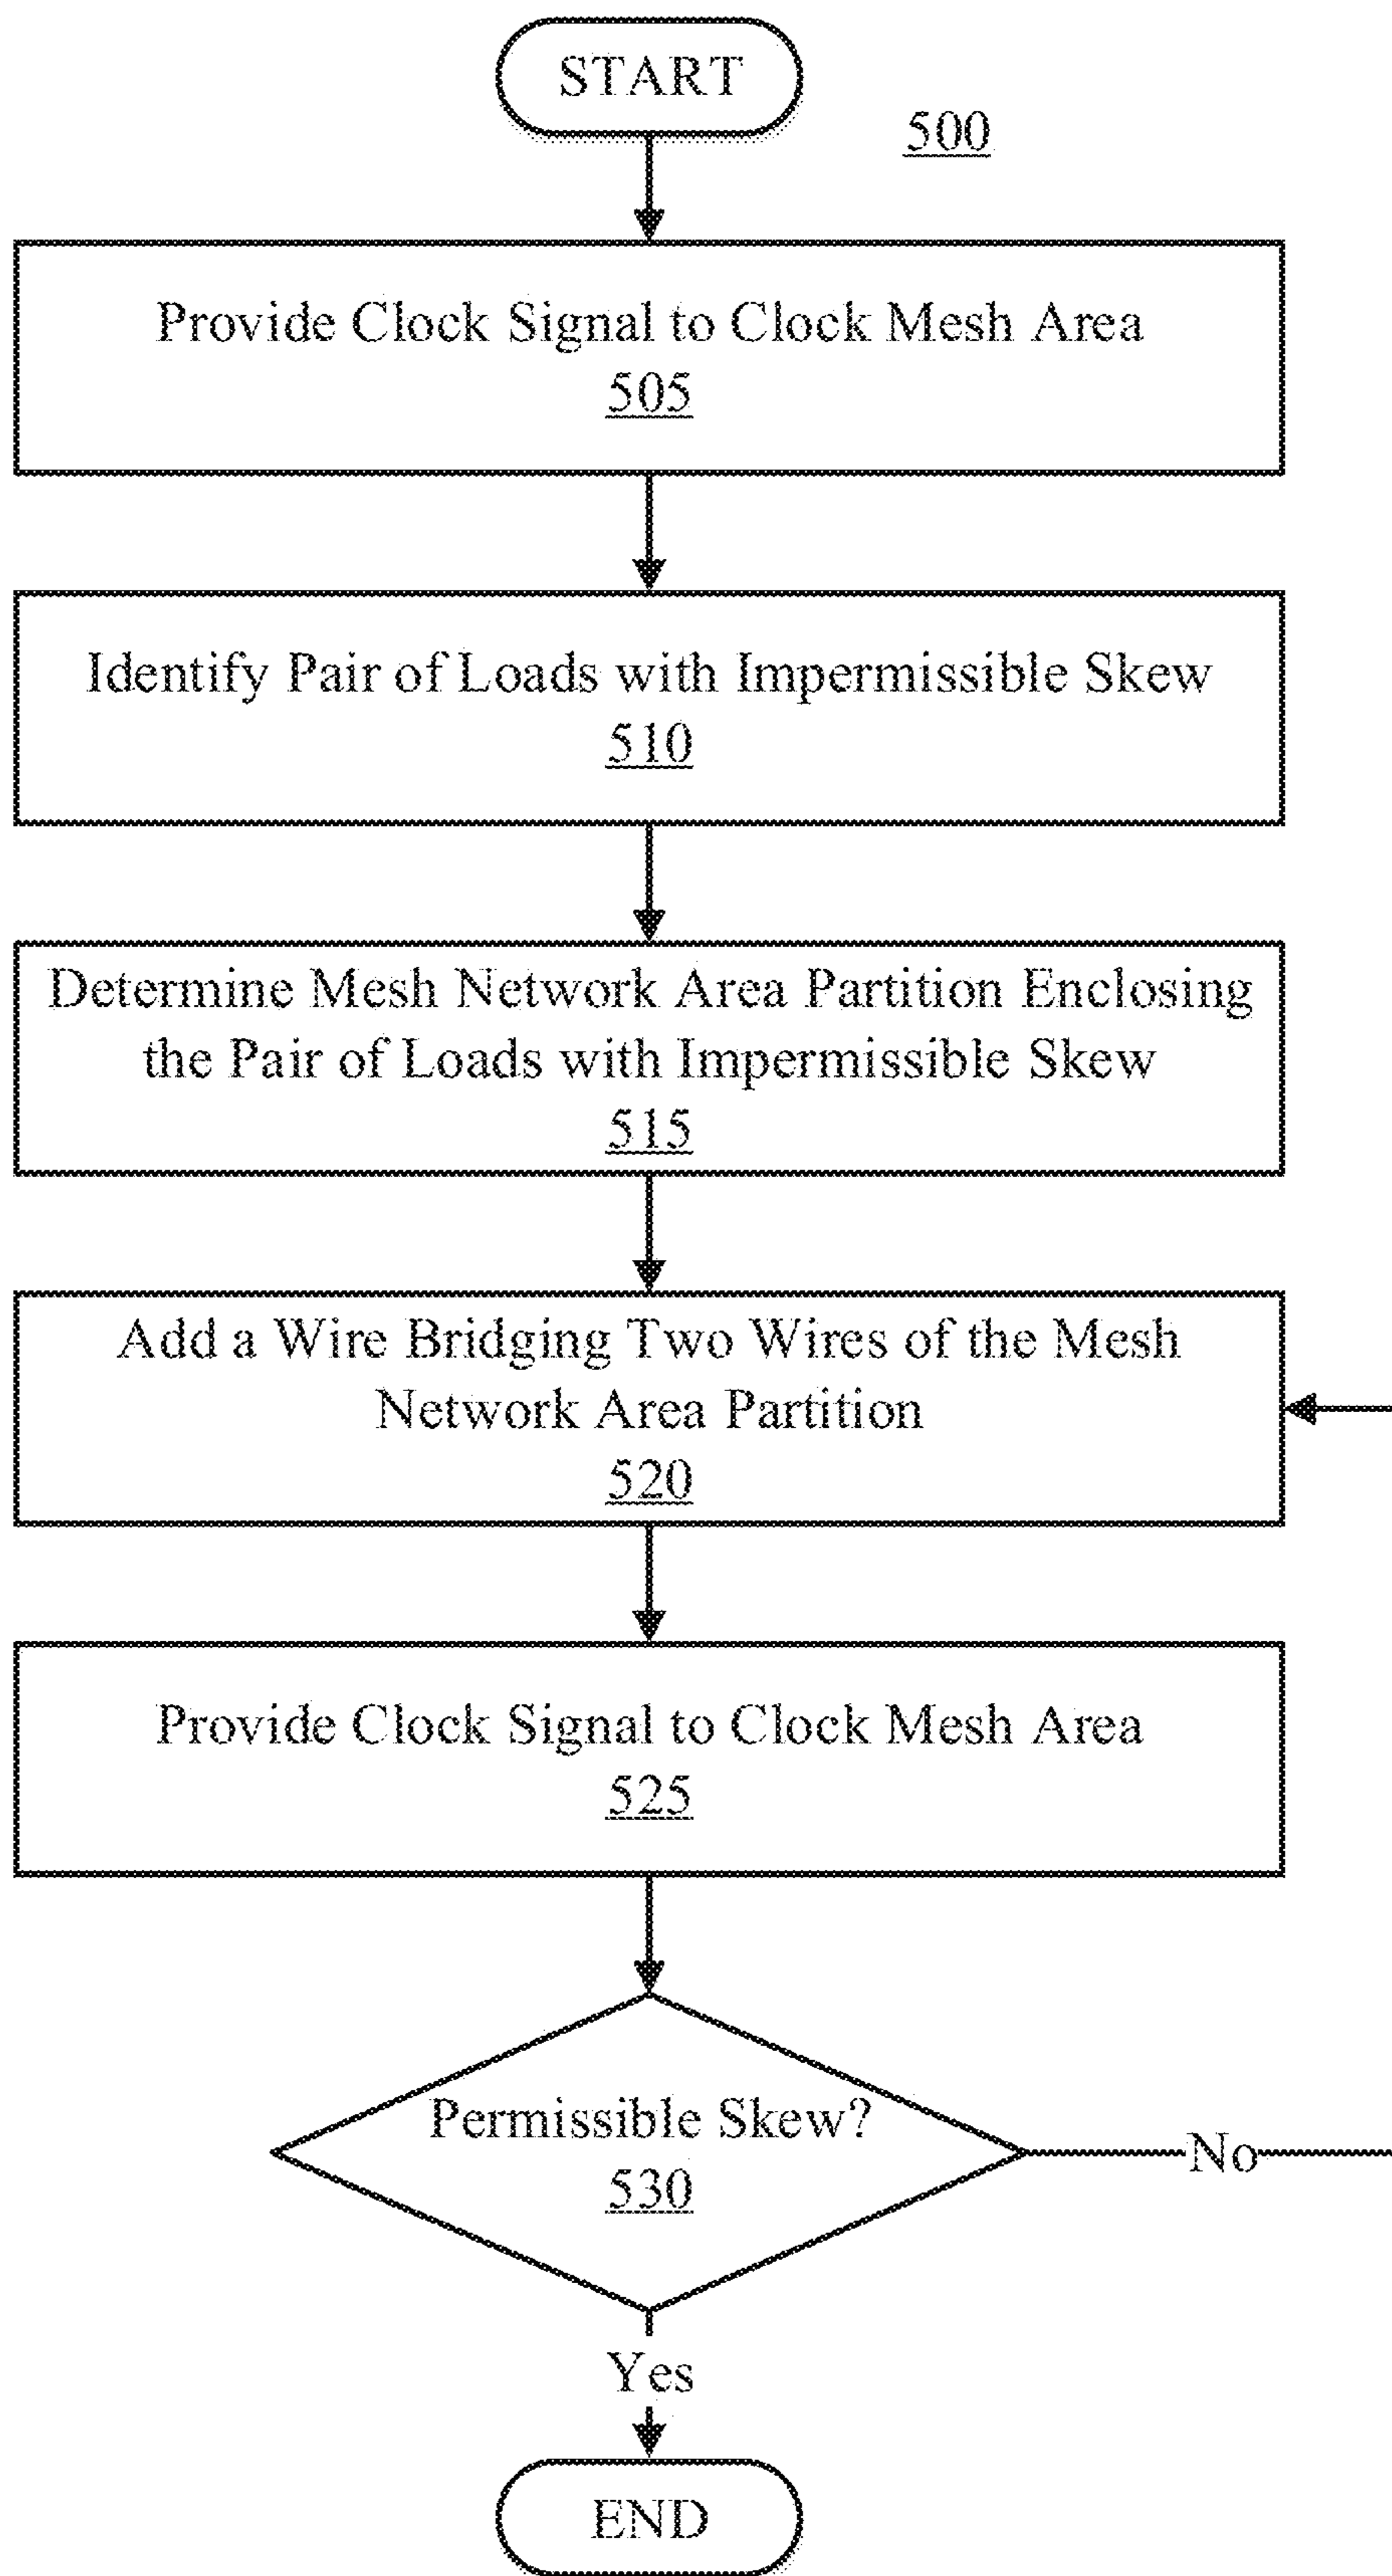 START
500
Provide Clock Signal to Clock Mesh Area
505
Identify Pair of Loads with Impermissible Skew
510
Determine Mesh Network Area Partition Enclosing
the Pair of Loads with Impermissible Skew
515
Add a Wire Bridging Two Wires of the Mesh
Network Area Partition
520
Provide Clock Signal to Clock Mesh Area
525
Permissible Skew?
530
No
Yes
END